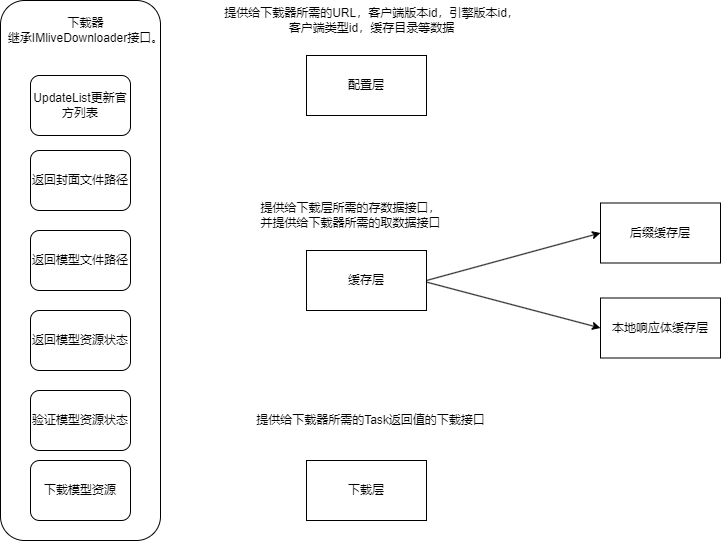 下载器
继承IMliveDownloader接口。
UpdateList更新官
方列表
返回封面文件路径
返回模型文件路径
返回模型资源状态
验证模型资源状态
下载模型资源
提供给下载器所需的URL，客户端版本id，引擎版本id，
客户端类型id，缓存目录等数据
配置层
提供给下载层所需的存数据接口，
并提供给下载器所需的取数据接口
缓存层
后缀缓存层
本地响应体缓存层
提供给下载器所需的Task返回值的下载接口
下载层